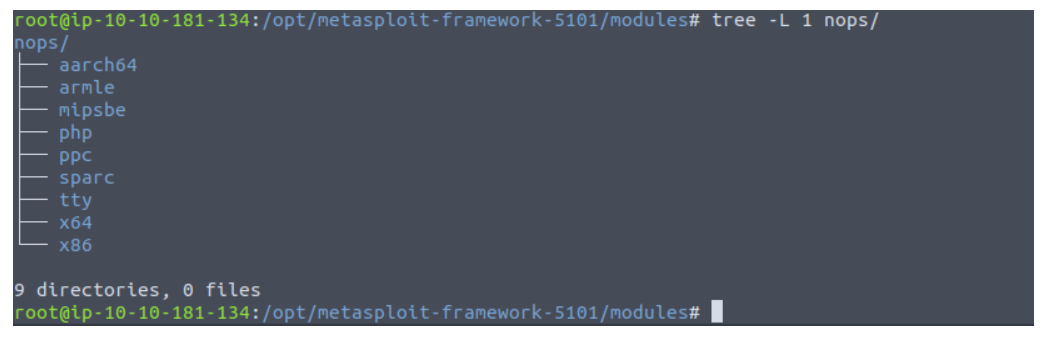 root@ip-10-10-181-134:/opt/metasploit-framework-5101/modules# tree -L 1 nops/
nops/
├── aarch64
├── armle
├── mipsbe
├── php
├── ppc
├── sparc
├── tty
├── x64
└── x86
9 directories, 0 files
root@ip-10-10-181-134:/opt/metasploit-framework-5101/modules#